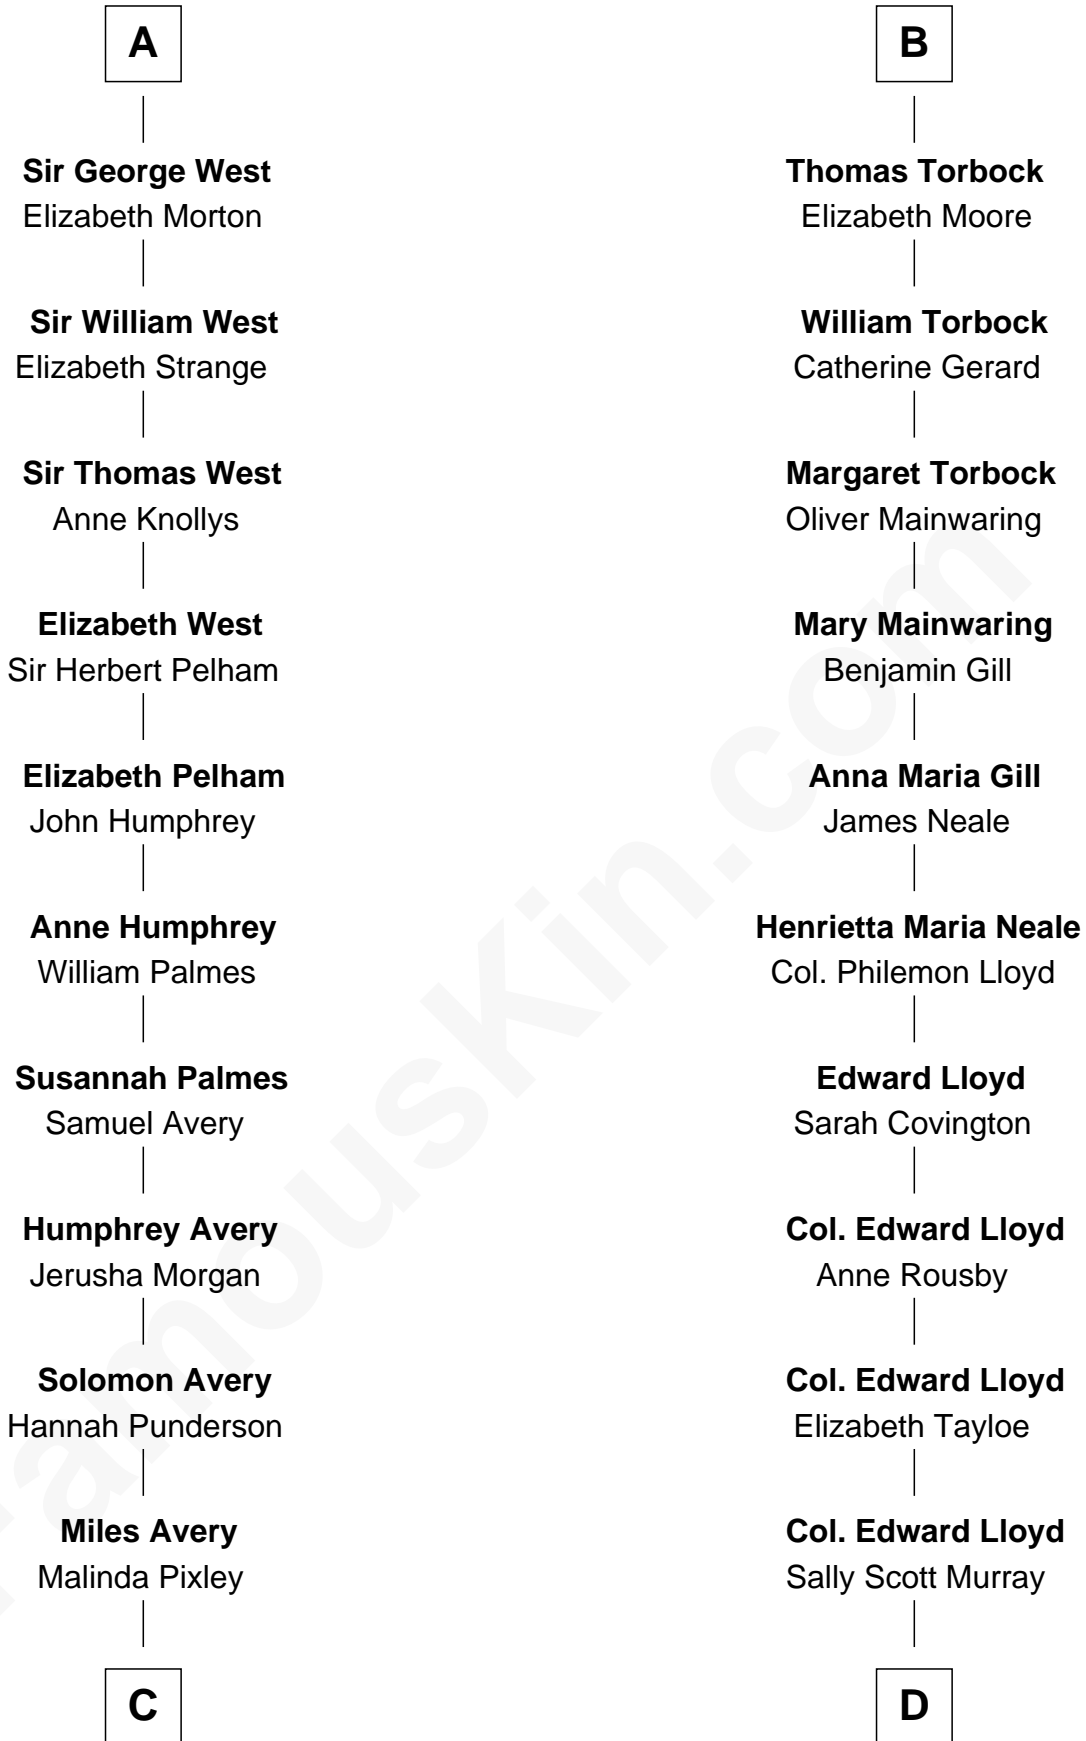 A
Sir George West
Elizabeth Morton
Sir William West
Elizabeth Strange
Sir Thomas West
Anne Knollys
Elizabeth West
Sir Herbert Pelham
Elizabeth Pelham
John Humphrey
Anne Humphrey
William Palmes
Susannah Palmes
Samuel Avery
Humphrey Avery
Jerusha Morgan
Solomon Avery
Hannah Punderson
Miles Avery
Malinda Pixley
C
B
Thomas Torbock
Elizabeth Moore
William Torbock
Catherine Gerard
Margaret Torbock
Oliver Mainwaring
Mary Mainwaring
Benjamin Gill
Anna Maria Gill
James Neale
Henrietta Maria Neale
Col. Philemon Lloyd
Edward Lloyd
Sarah Covington
Col. Edward Lloyd
Anne Rousby
Col. Edward Lloyd
Elizabeth Tayloe
Col. Edward Lloyd
Sally Scott Murray
D
FamousKin.com